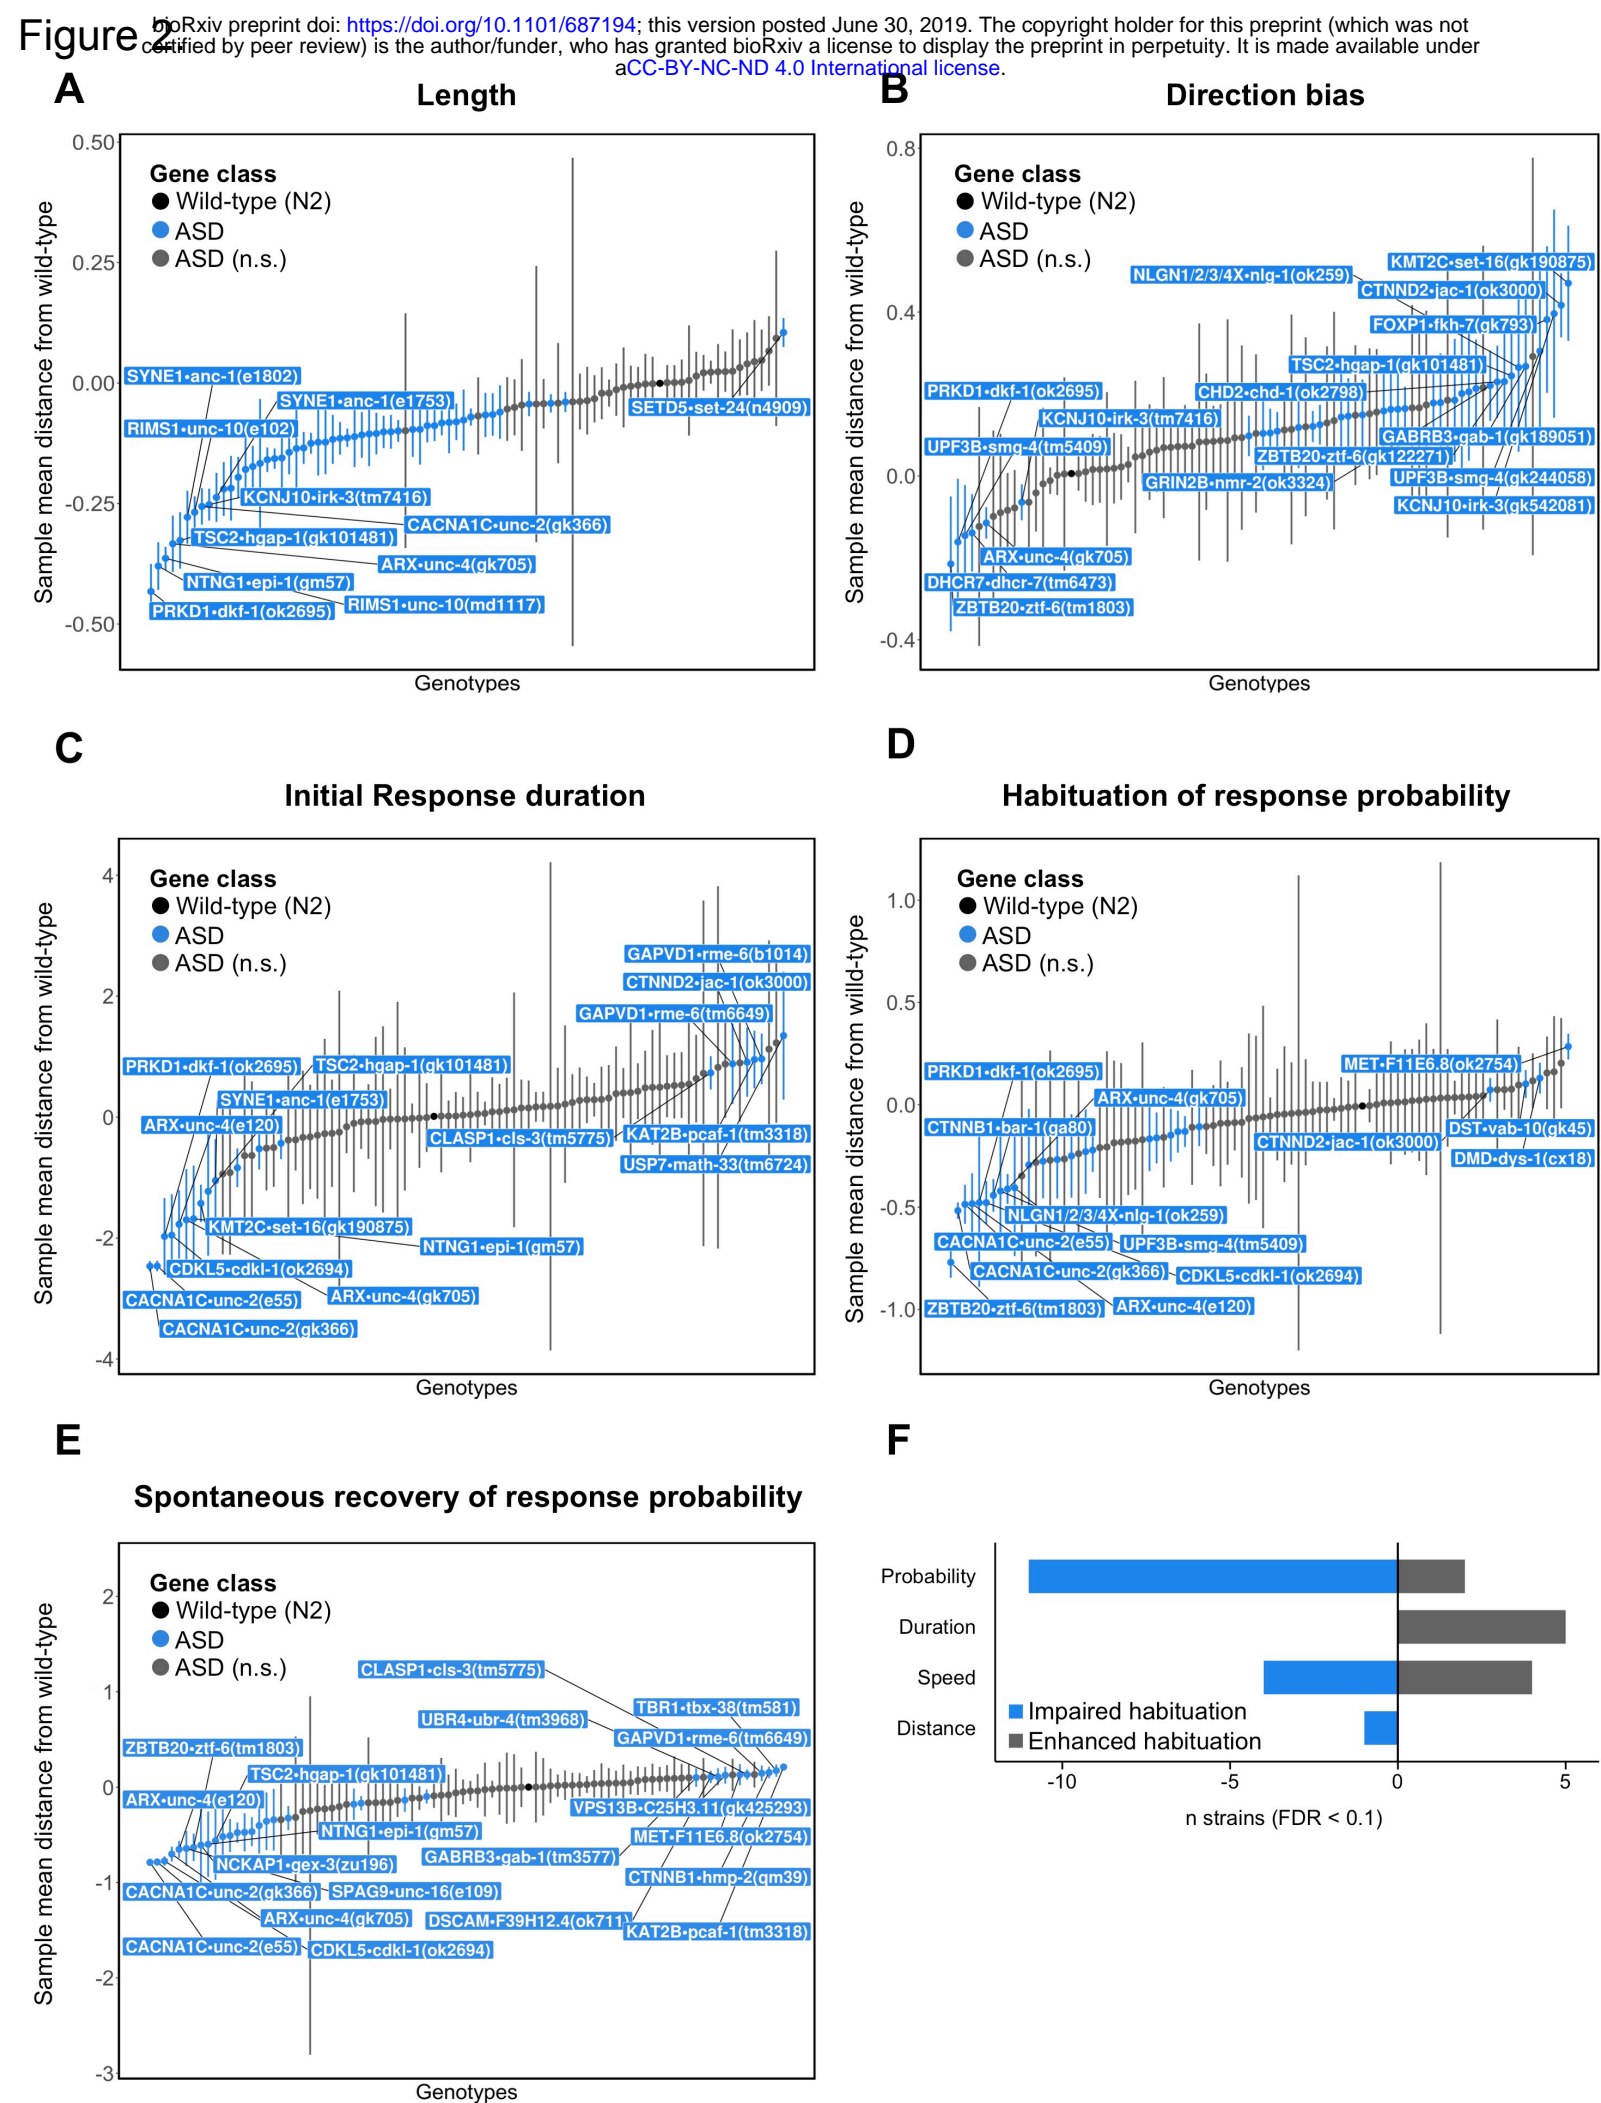 Figure 2.
bioRxiv preprint doi: https://doi.org/10.1101/687194; this version posted June 30, 2019. The copyright holder for this preprint (which was not
certified by peer review) is the author/funder, who has granted bioRxiv a license to display the preprint in perpetuity. It is made available under
aCC-BY-NC-ND 4.0 International license.
A
Length
Sample mean distance from wild-type
0.50
0.25
0.00
-0.25
-0.50
Gene class
Wild-type (N2)
ASD
ASD (n.s.)
SYNE1•anc-1(e1802)
SYNE1•anc-1(e1753)
SETD5•set-24(n4909)
RIMS1•unc-10(e102)
KCNJ10•irk-3(tm7416)
CACNA1C•unc-2(gk366)
TSC2•hgap-1(gk101481)
ARX•unc-4(gk705)
NTNG1•epi-1(gm57)
RIMS1•unc-10(md1117)
PRKD1•dkf-1(ok2695)
Genotypes
B
Direction bias
Sample mean distance from wild-type
0.8
0.4
0.0
-0.4
Gene class
Wild-type (N2)
ASD
ASD (n.s.)
KMT2C•set-16(gk190875)
NLGN1/2/3/4X•nlg-1(ok259)
CTNND2•jac-1(ok3000)
FOXP1•fkh-7(gk793)
TSC2•hgap-1(gk101481)
PRKD1•dkf-1(ok2695)
CHD2•chd-1(ok2798)
KCNJ10•irk-3(tm7416)
GABRB3•gab-1(gk189051)
UPF3B•smg-4(tm5409)
ZBTB20•ztf-6(gk122271)
UPF3B•smg-4(gk244058)
GRIN2B•nmr-2(ok3324)
KCNJ10•irk-3(gk542081)
ARX•unc-4(gk705)
DHCR7•dhcr-7(tm6473)
ZBTB20•ztf-6(tm1803)
Genotypes
C
Initial Response duration
Sample mean distance from wild-type
4
2
0
-2
-4
Gene class
Wild-type (N2)
ASD
ASD (n.s.)
GAPVD1•rme-6(b1014)
CTNND2•jac-1(ok3000)
GAPVD1•rme-6(tm6649)
PRKD1•dkf-1(ok2695)
TSC2•hgap-1(gk101481)
SYNE1•anc-1(e1753)
ARX•unc-4(e120)
CLASP1•cls-3(tm5775)
KAT2B•pcaf-1(tm3318)
USP7•math-33(tm6724)
KMT2C•set-16(gk190875)
NTNG1•epi-1(gm57)
CDKL5•cdkl-1(ok2694)
ARX•unc-4(gk705)
CACNA1C•unc-2(e55)
CACNA1C•unc-2(gk366)
Genotypes
D
Habituation of response probability
Sample mean distance from willd-type
1.0
0.5
0.0
-0.5
-1.0
Gene class
Wild-type (N2)
ASD
ASD (n.s.)
MET•F11E6.8(ok2754)
PRKD1•dkf-1(ok2695)
ARX•unc-4(gk705)
CTNNB1•bar-1(ga80)
DST•vab-10(gk45)
CTNND2•jac-1(ok3000)
DMD•dys-1(cx18)
NLGN1/2/3/4X•nlg-1(ok259)
CACNA1C•unc-2(e55)
UPF3B•smg-4(tm5409)
CACNA1C•unc-2(gk366)
CDKL5•cdkl-1(ok2694)
ZBTB20•ztf-6(tm1803)
ARX•unc-4(e120)
Genotypes
E
Spontaneous recovery of response probability
Sample mean distance from wild-type
2
1
0
-1
-2
-3
Gene class
Wild-type (N2)
ASD
ASD (n.s.)
CLASP1•cls-3(tm5775)
TBR1•tbx-38(tm581)
UBR4•ubr-4(tm3968)
GAPVD1•rme-6(tm6649)
ZBTB20•ztf-6(tm1803)
TSC2•hgap-1(gk101481)
ARX•unc-4(e120)
VPS13B•C25H3.11(gk425293)
NTNG1•epi-1(gm57)
MET•F11E6.8(ok2754)
GABRB3•gab-1(tm3577)
NCKAP1•gex-3(zu196)
CTNNB1•hmp-2(qm39)
CACNA1C•unc-2(gk366)
SPAG9•unc-16(e109)
ARX•unc-4(gk705)
DSCAM•F39H12.4(ok711)
KAT2B•pcaf-1(tm3318)
CACNA1C•unc-2(e55)
CDKL5•cdkl-1(ok2694)
Genotypes
F
Probability
Duration
Speed
Distance
Impaired habituation
Enhanced habituation
-10
-5
0
5
n strains (FDR < 0.1)